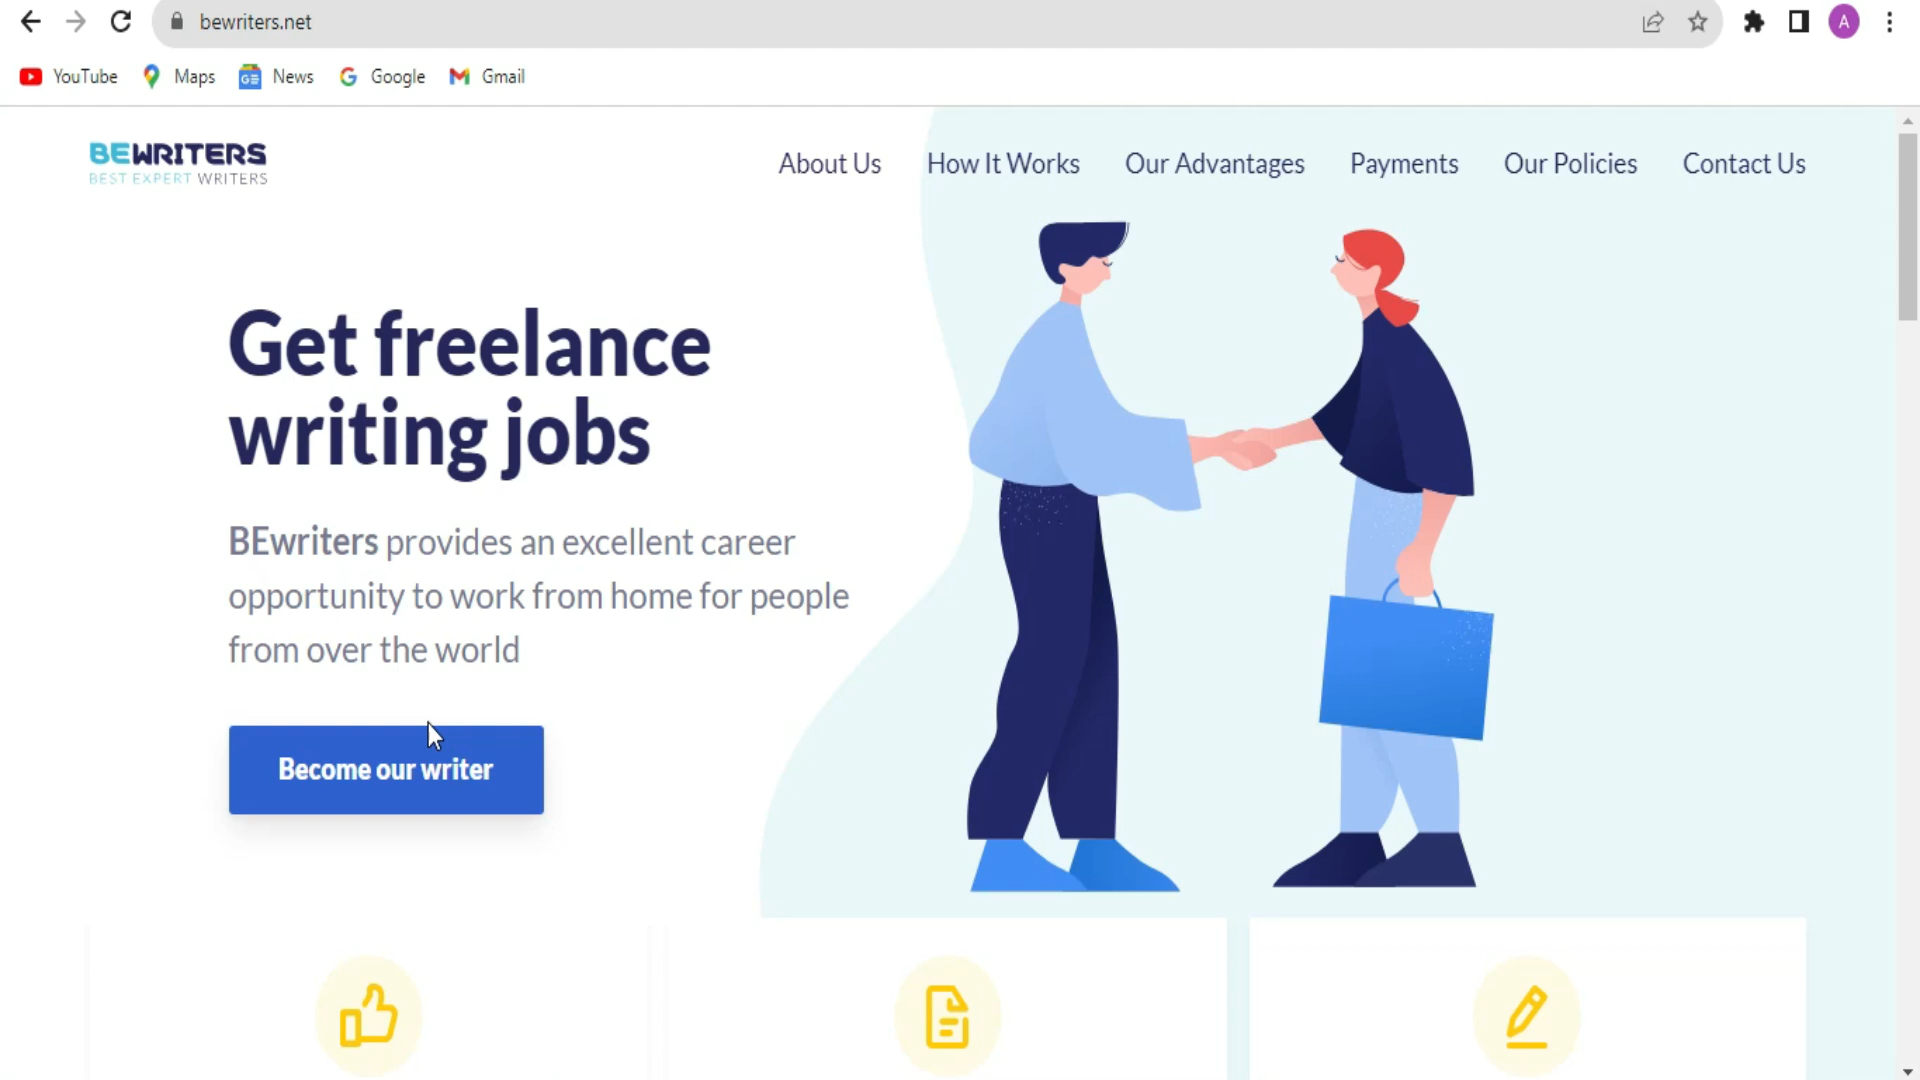 bewriters.net
A
YouTube Maps News Google Gmail
BEWRITERS
BEST EXPERT WRITERS
About Us How It Works Our Advantages Payments Our Policies Contact Us
Get freelance
writing jobs
BEwriters provides an excellent career
opportunity to work from home for people
from over the world
Become our writer